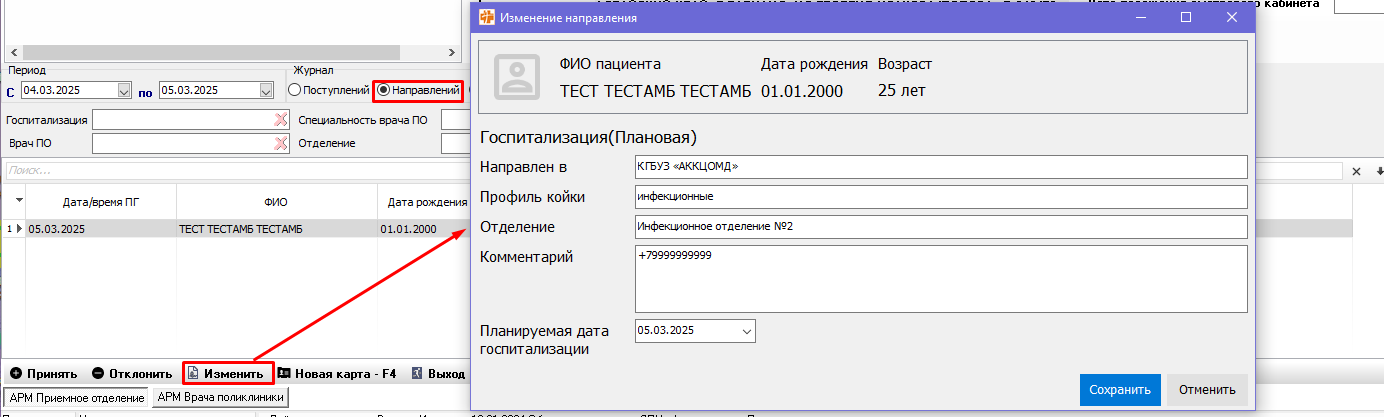 Изменение направления
ФИО пациента Дата рождения Возраст
ТЕСТ ТЕСТАМБ ТЕСТАМБ 01.01.2000 25 лет
Госпитализация(Плановая)
Направлен в КГБУЗ «АККЦОМД»
Профиль койки инфекционные
Отделение Инфекционное отделение №2
Комментарий +79999999999
Планируемая дата госпитализации 05.03.2025
Сохранить Отменить
Период
С 04.03.2025 по 05.03.2025
Журнал
Поступлений Направлений
Госпитализация Специальность врача ПО
Врач ПО Отделение
Поиск...
Дата/время ПГ ФИО Дата рождения
1 05.03.2025 ТЕСТ ТЕСТАМБ ТЕСТАМБ 01.01.2000
Принять Отклонить Изменить Новая карта - F4 Выход
АРМ Приемное отделение АРМ Врача поликлиники